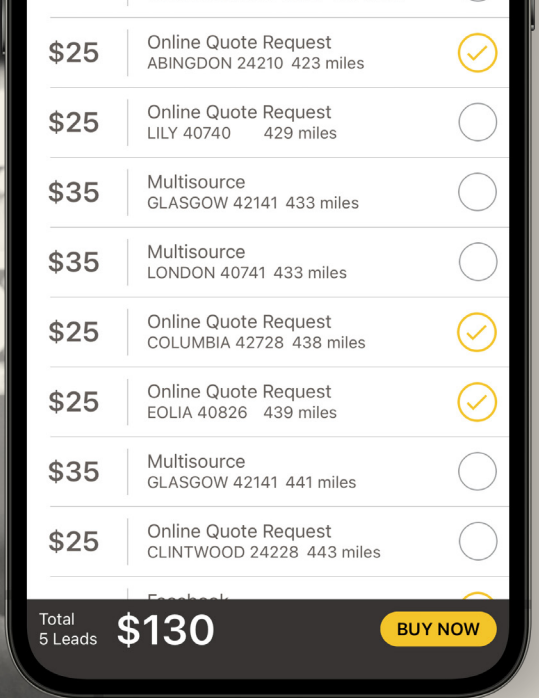 $25
Online Quote Request
ABINGDON 24210 423 miles
$25
Online Quote Request
LILY 40740 429 miles
$35
Multisource
GLASGOW 42141 433 miles
$35
Multisource
LONDON 40741 433 miles
$25
Online Quote Request
COLUMBIA 42728 438 miles
$25
Online Quote Request
EOLIA 40826 439 miles
$35
Multisource
GLASGOW 42141 441 miles
$25
Online Quote Request
CLINTWOOD 24228 443 miles
Facebook
Total
5 Leads
$130
BUY NOW